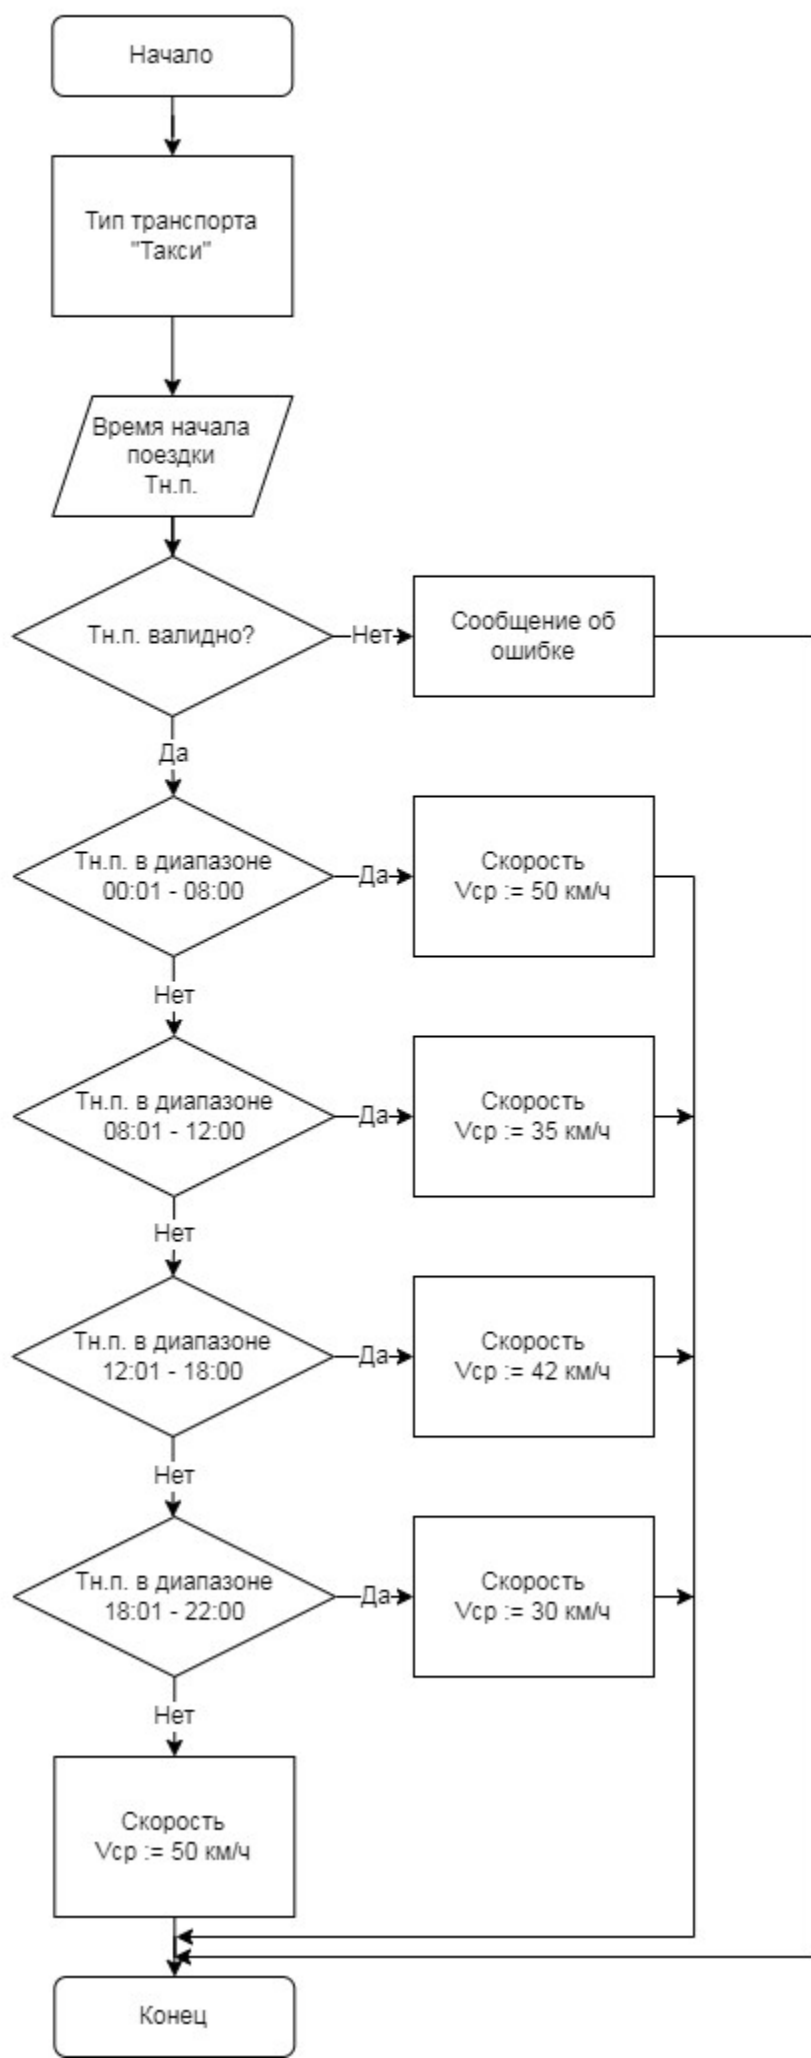 Начало
Тип транспорта
"Такси"
Время начала
поездки
Тн.п.
Тн.п. валидно?
Нет
Сообщение об
ошибке
Да
Тн.п. в диапазоне
00:01 - 08:00
Да
Скорость
Vср := 50 км/ч
Нет
Тн.п. в диапазоне
08:01 - 12:00
Да
Скорость
Vср := 35 км/ч
Нет
Тн.п. в диапазоне
12:01 - 18:00
Да
Скорость
Vср := 42 км/ч
Нет
Тн.п. в диапазоне
18:01 - 22:00
Да
Скорость
Vср := 30 км/ч
Нет
Скорость
Vср := 50 км/ч
Конец